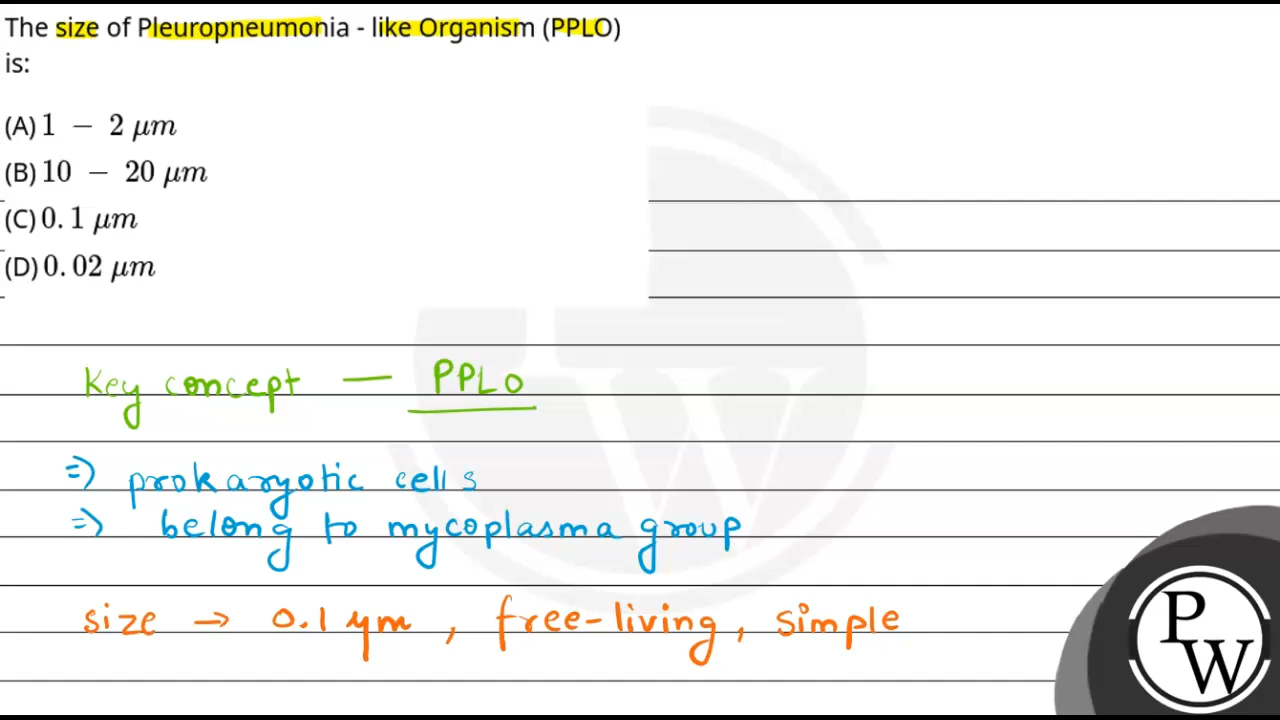 The size of Pleuropneumonia - like Organism (PPLO)
is:
(A) 1 - 2 μm
(B) 10 - 20 μm
(C) 0.1 μm
(D) 0.02 μm
Key concept — PPLO
⇒ prokaryotic cells
⇒ belong to mycoplasma group
size → 0.1 μm, free-living, simple
P
W